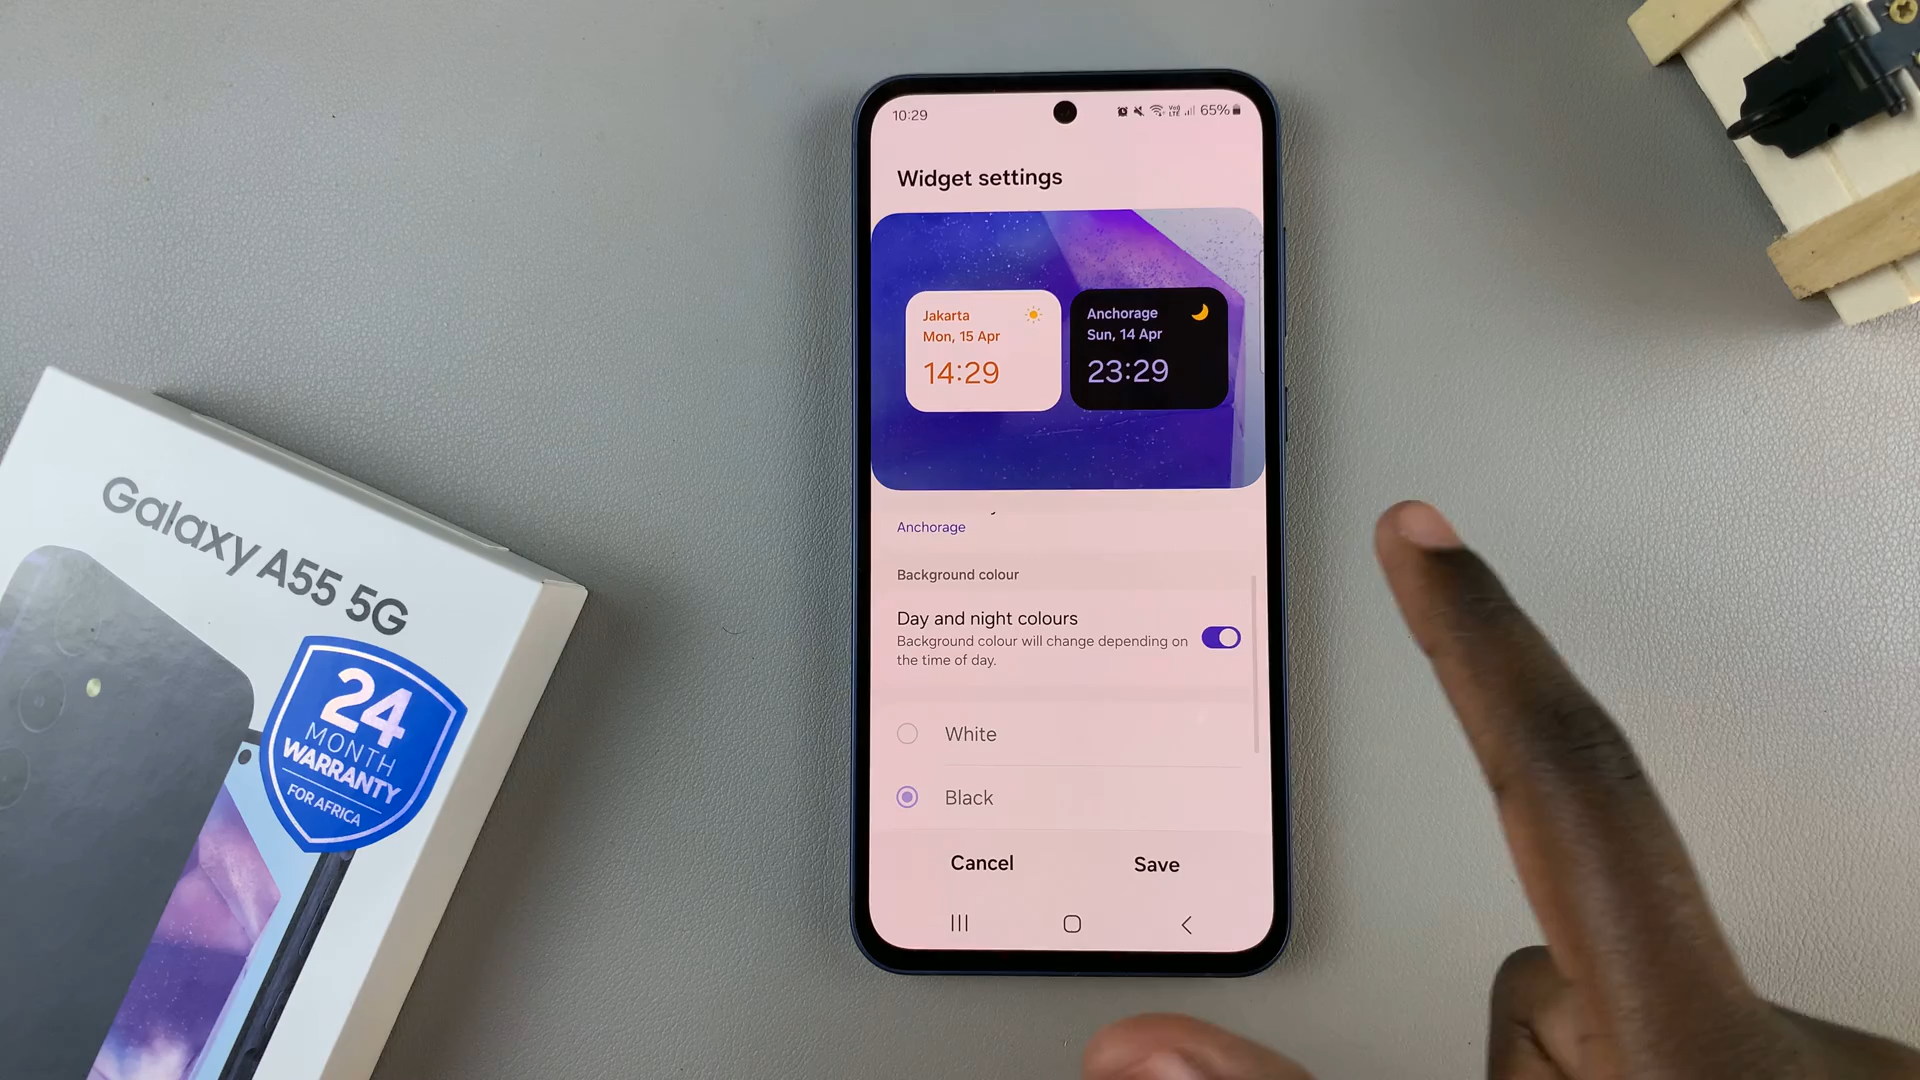 10:29
Vo))
LTE
65%
Widget settings
Jakarta
Mon, 15 Apr
14:29
Anchorage
Sun, 14 Apr
23:29
Anchorage
Background colour
Day and night colours
Background colour will change depending on
the time of day.
White
Black
Cancel
Save
Galaxy A55 5G
24
MONTH
WARRANTY
FOR AFRICA